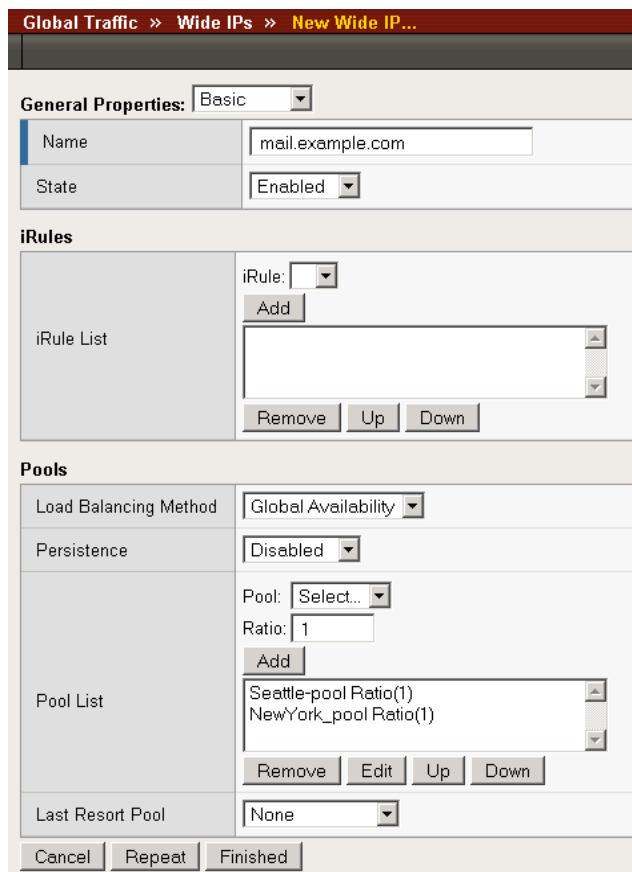 Global Traffic » Wide IPs » New Wide IP...
General Properties: Basic
Name mail.example.com
State Enabled
iRules
iRule:
Add
iRule List
Remove Up Down
Pools
Load Balancing Method Global Availability
Persistence Disabled
Pool: Select...
Ratio: 1
Add
Pool List
Seattle-pool Ratio(1)
NewYork_pool Ratio(1)
Remove Edit Up Down
Last Resort Pool None
Cancel Repeat Finished